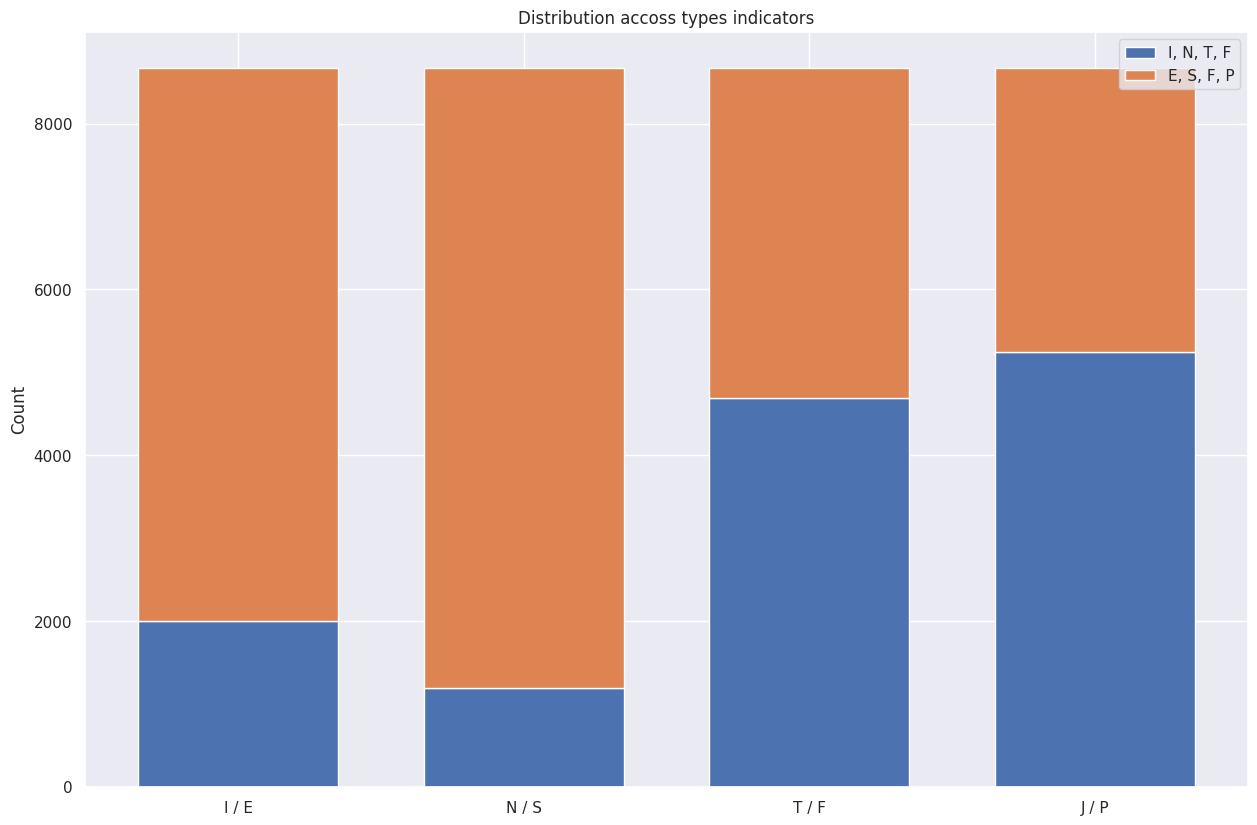 Distribution accoss types indicators
I, N, T, F
E, S, F, P
8000
6000
4000
2000
0
Count
I / E
N / S
T / F
J / P